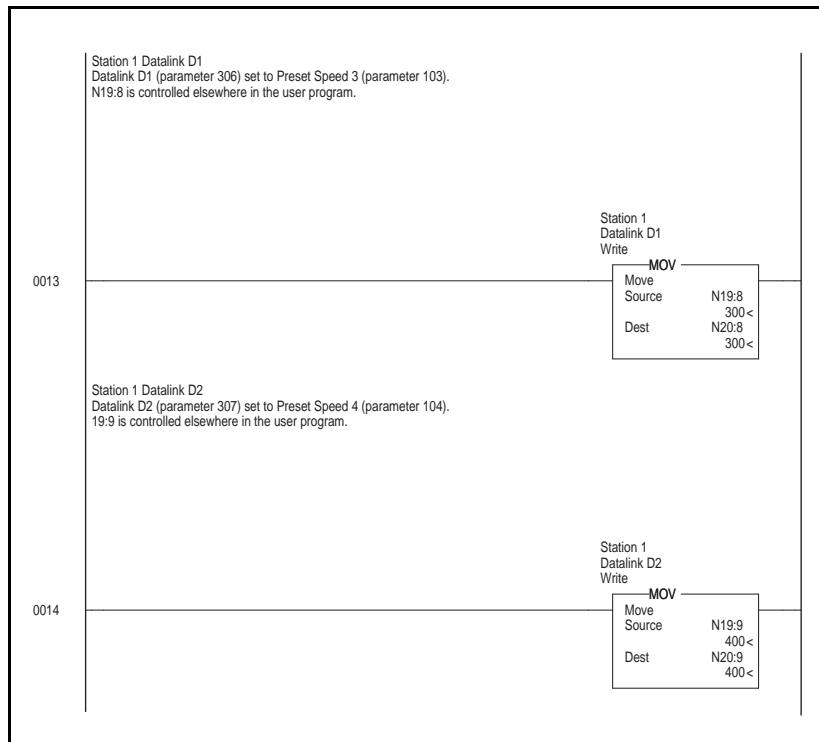 Station 1 Datalink D1
Datalink D1 (parameter 306) set to Preset Speed 3 (parameter 103).
N19:8 is controlled elsewhere in the user program.
Station 1
Datalink D1
Write
MOV
0013
Move
Source N19:8
300<
Dest N20:8
300<
Station 1 Datalink D2
Datalink D2 (parameter 307) set to Preset Speed 4 (parameter 104).
19:9 is controlled elsewhere in the user program.
Station 1
Datalink D2
Write
MOV
0014
Move
Source N19:9
400<
Dest N20:9
400<